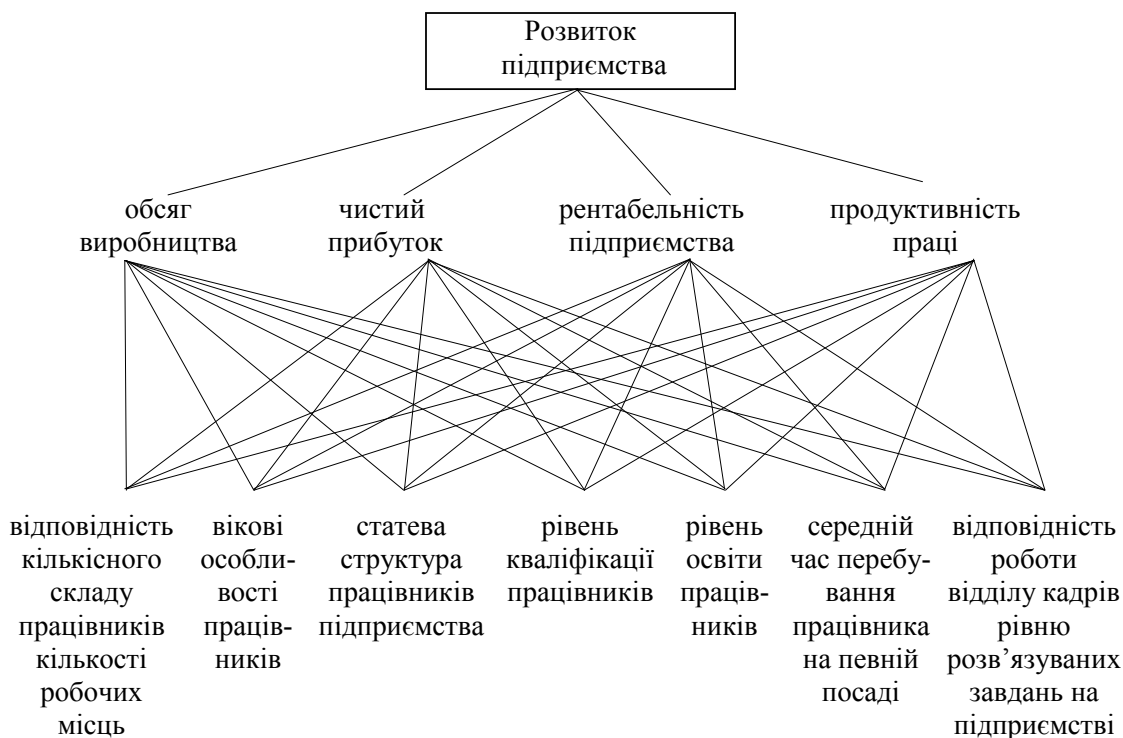 Розвиток
підприємства
обсяг
виробництва
чистий
прибуток
рентабельність
підприємства
продуктивність
праці
відповідність
кількісного
складу
працівників
кількості
робочих
місць
вікові
особли-
вості
праців-
ників
статева
структура
працівників
підприємства
рівень
кваліфікації
працівників
рівень
освіти
праців-
ників
середній
час перебу-
вання
працівника
на певній
посаді
відповідність
роботи
відділу кадрів
рівню
розв’язуваних
завдань на
підприємстві